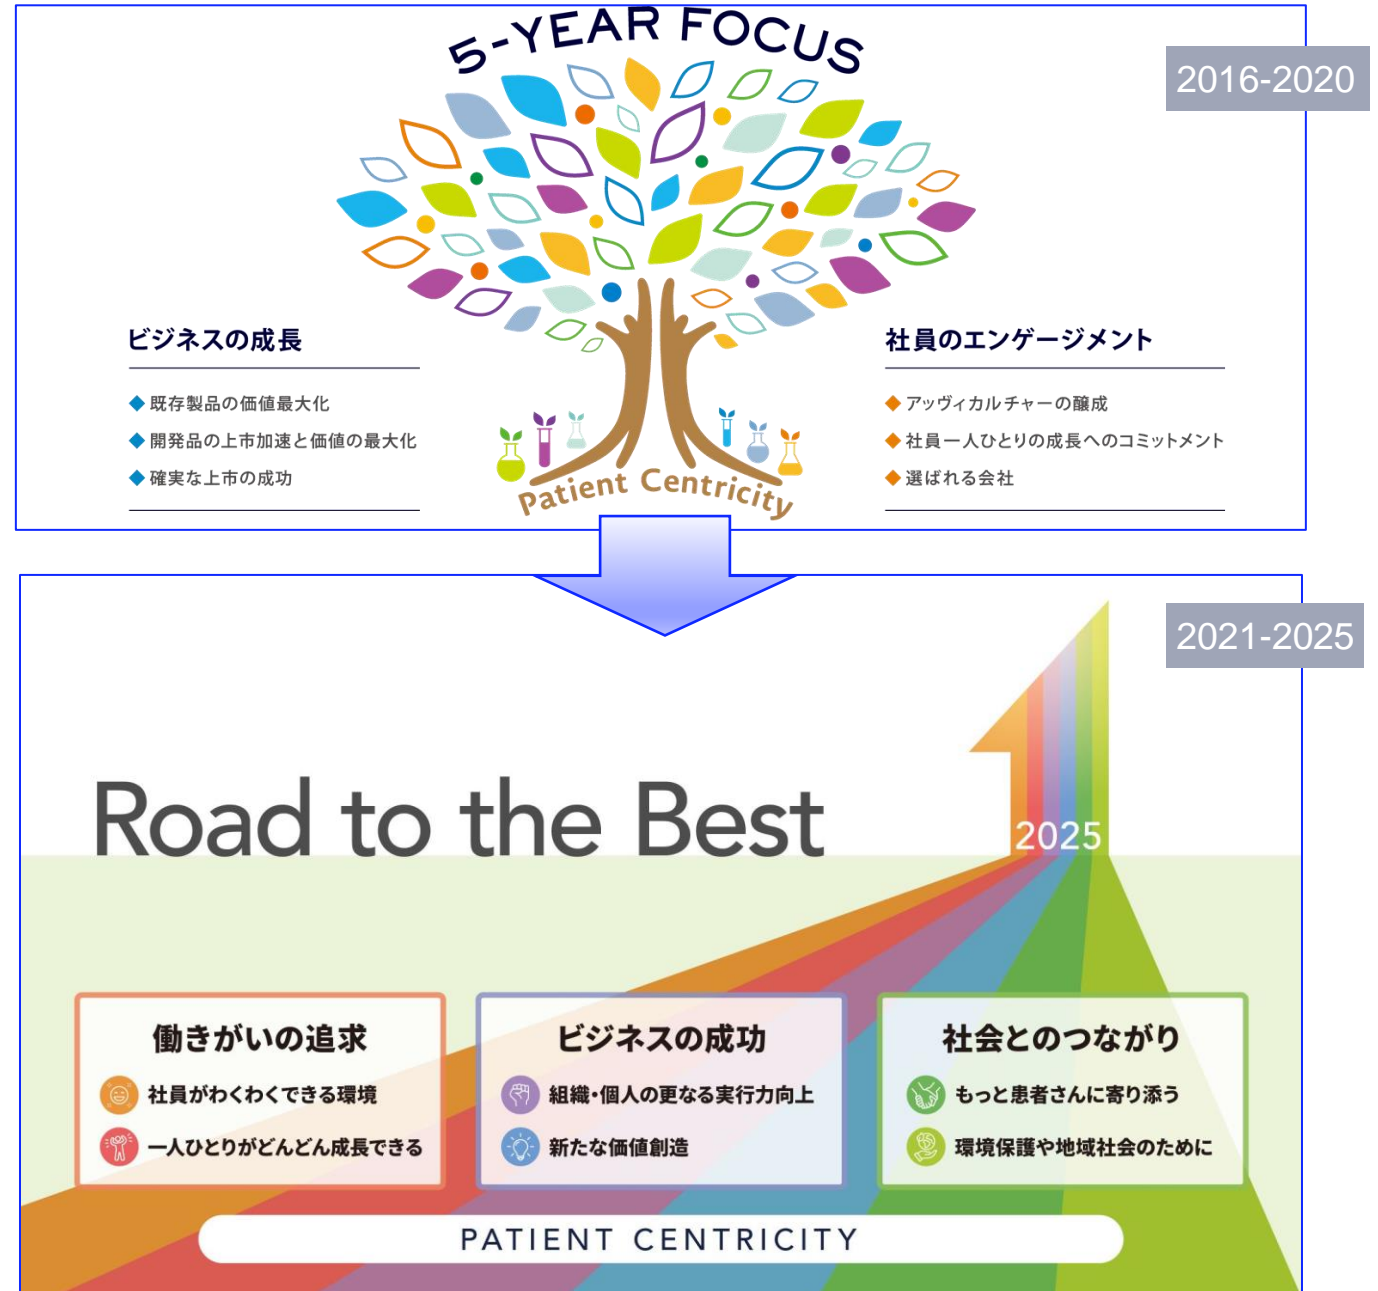 5-YEAR FOCUS
2016-2020
ビジネスの成長
既存製品の価値最大化
開発品の上市加速と価値の最大化
確実な上市の成功
社員のエンゲージメント
アッヴィカルチャーの醸成
社員一人ひとりの成長へのコミットメント
選ばれる会社
Patient Centricity
2021-2025
Road to the Best
2025
働きがいの追求
社員がわくわくできる環境
一人ひとりがどんどん成長できる
ビジネスの成功
組織・個人の更なる実行力向上
新たな価値創造
社会とのつながり
もっと患者さんに寄り添う
環境保護や地域社会のために
PATIENT CENTRICITY